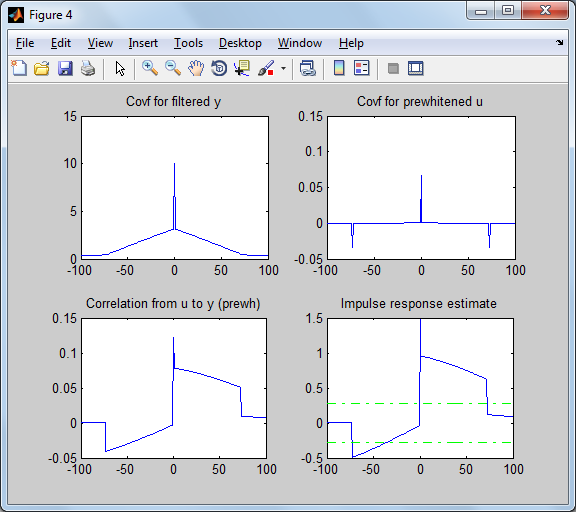 Figure 4
File Edit View Insert Tools Desktop Window Help
Covf for filtered y
15
10
5
0
-100 -50 0 50 100
Covf for prewhitened u
0.15
0.1
0.05
0
-0.05
-100 -50 0 50 100
Correlation from u to y (prewh)
0.15
0.1
0.05
0
-0.05
-100 -50 0 50 100
Impulse response estimate
1.5
1
0.5
0
-0.5
-100 -50 0 50 100